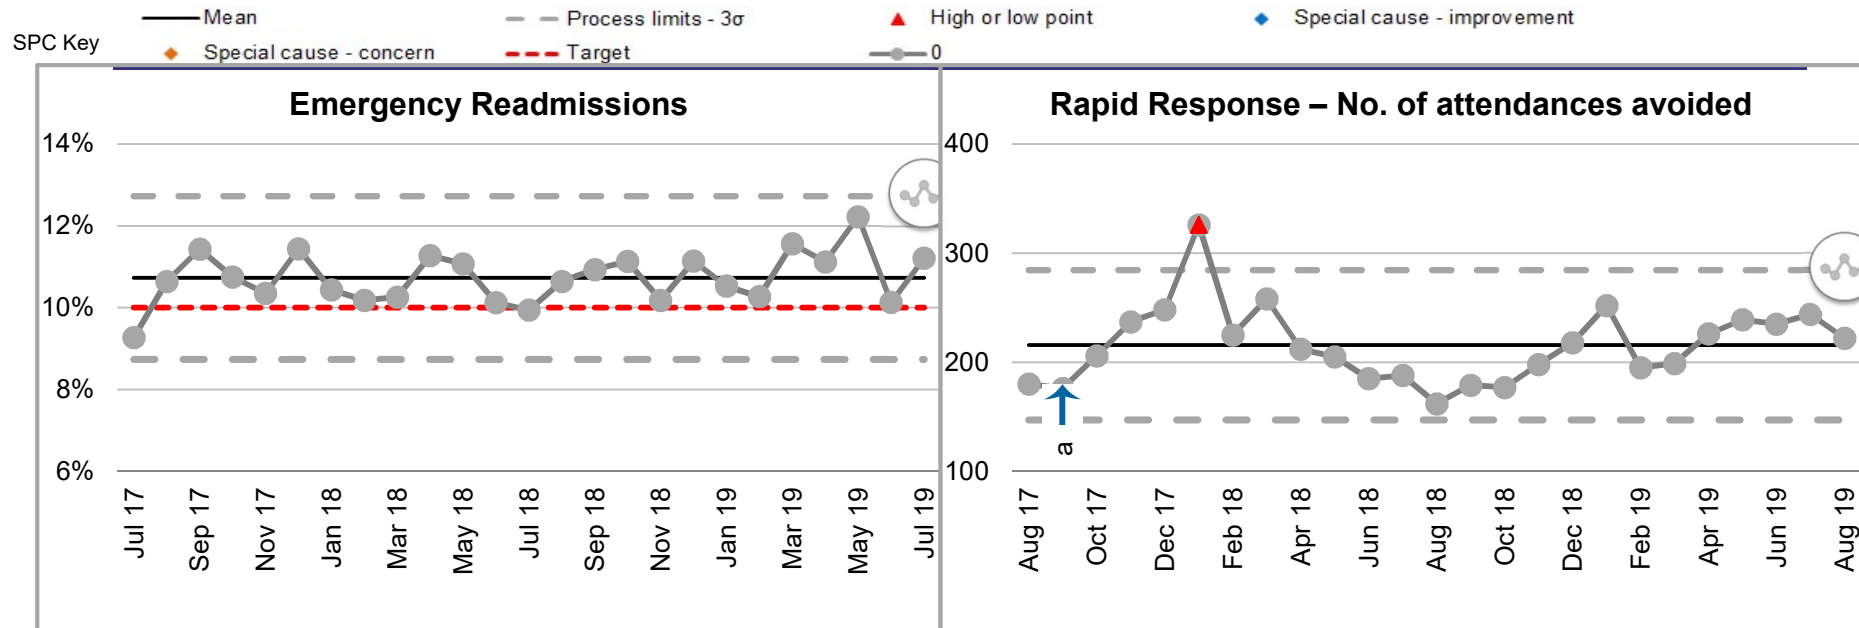 Mean
Process limits - 3σ
High or low point
Special cause - improvement
SPC Key
Special cause - concern
Target
0
Emergency Readmissions
14%
12%
10%
8%
6%
Jul 17
Sep 17
Nov 17
Jan 18
Mar 18
May 18
Jul 18
Sep 18
Nov 18
Jan 19
Mar 19
May 19
Jul 19
Rapid Response – No. of attendances avoided
400
300
200
100
a
Aug 17
Oct 17
Dec 17
Feb 18
Apr 18
Jun 18
Aug 18
Oct 18
Dec 18
Feb 19
Apr 19
Jun 19
Aug 19